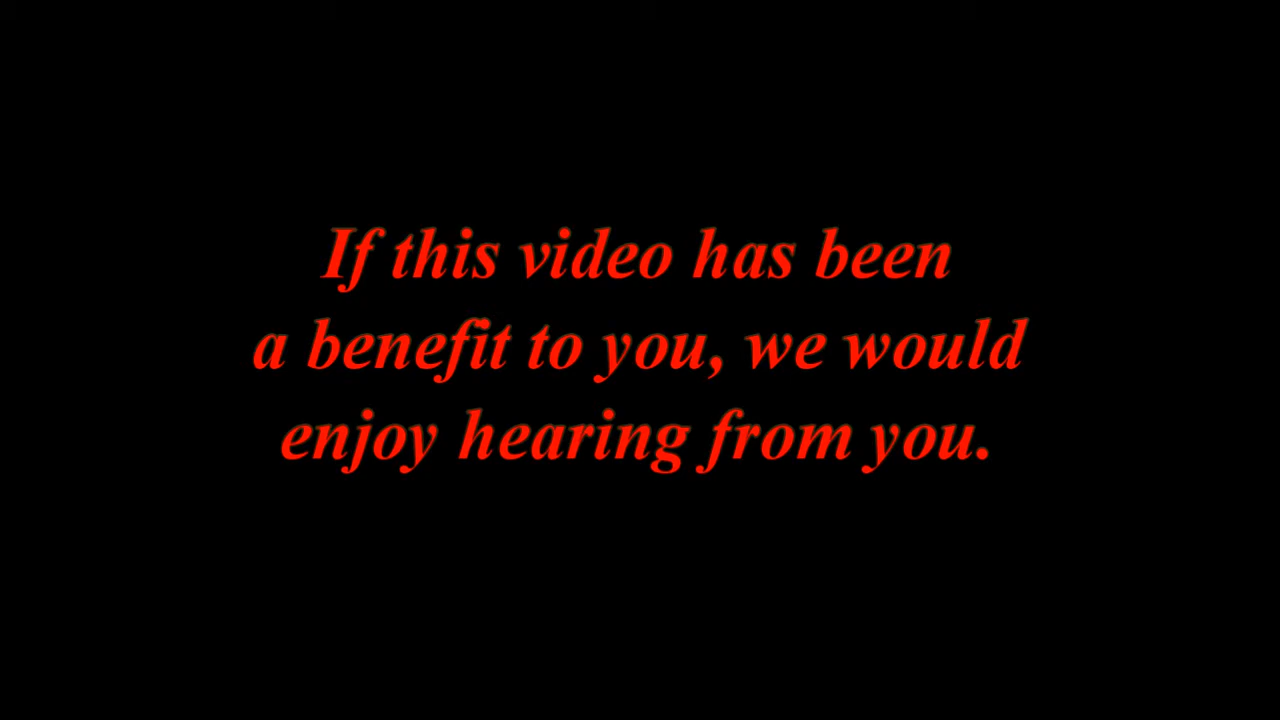 If this video has been
a benefit to you, we would
enjoy hearing from you.